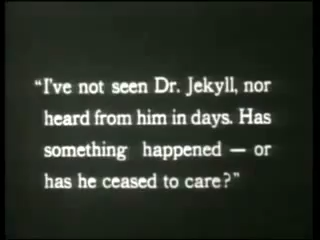 "I've not seen Dr. Jekyll, nor
heard from him in days. Has
something happened — or
has he ceased to care?"